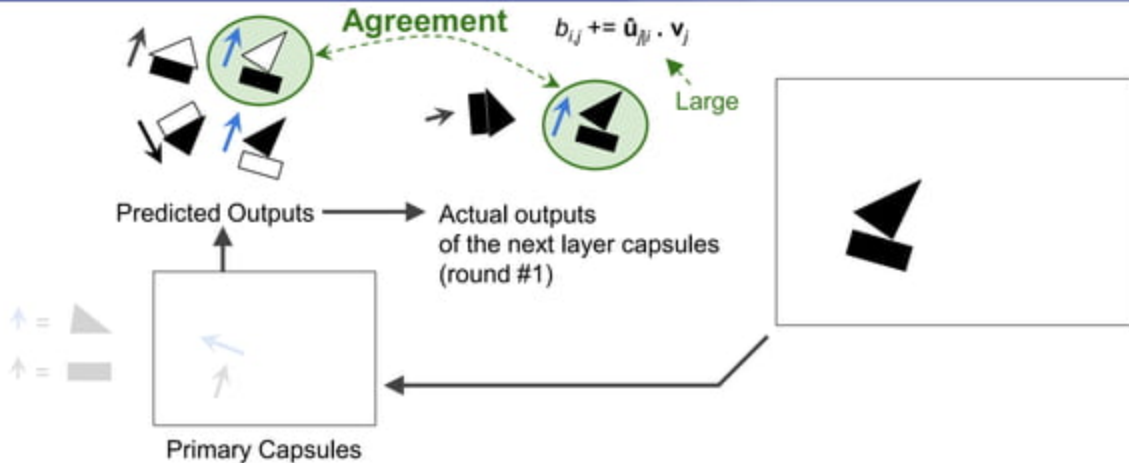 Agreement
b_{i,j} += û_{j|i} . v_j
Large
Predicted Outputs
Actual outputs
of the next layer capsules
(round #1)
=
=
Primary Capsules